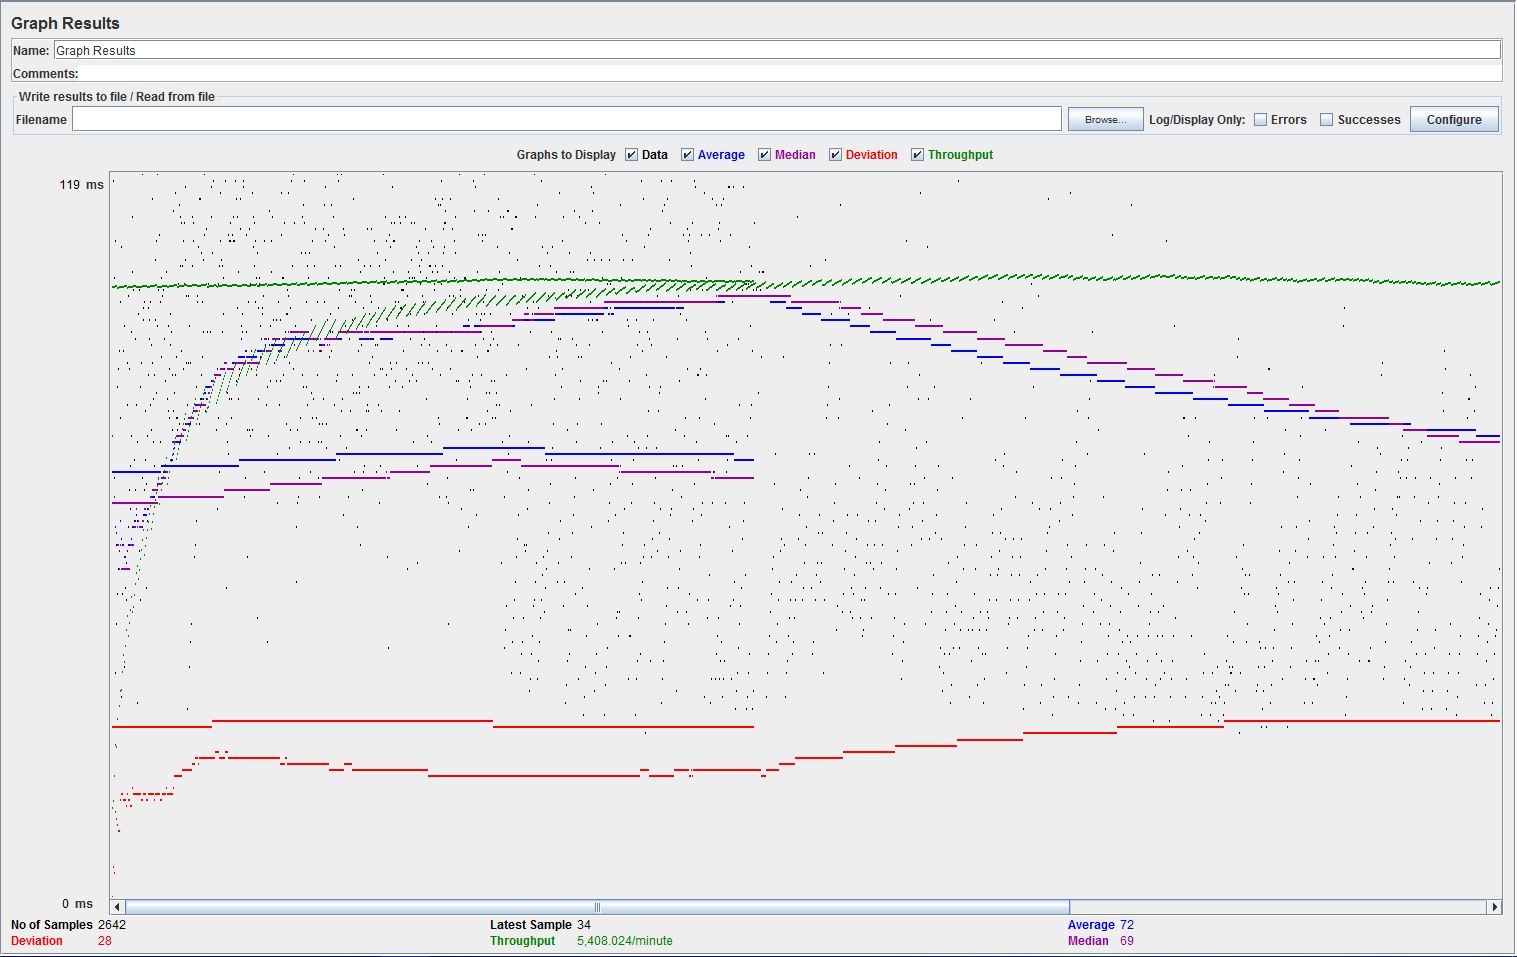 Graph Results
Name: Graph Results
Comments:
Write results to file / Read from file
Filename Browse... Log/Display Only: Errors Successes Configure
Graphs to Display Data Average Median Deviation Throughput
119 ms
0 ms
No of Samples 2642 Latest Sample 34 Average 72
Deviation 28 Throughput 5,408.024/minute Median 69